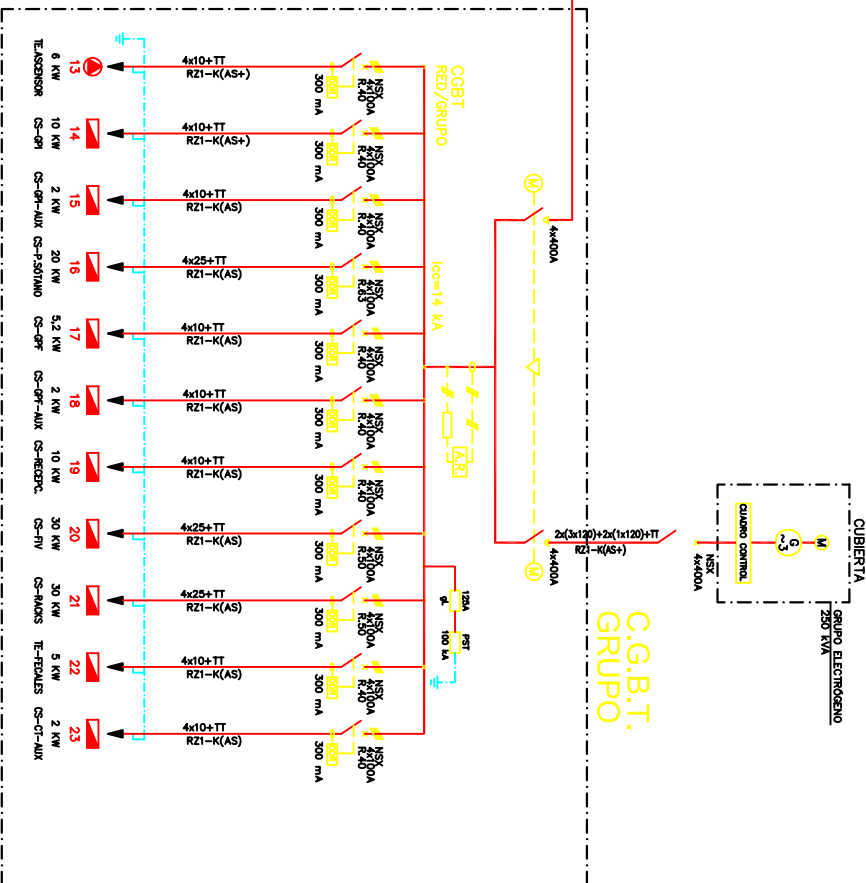 CUBIERTA
GRUPO ELECTRÓGENO
250 kVA
M
G
~3
CUADRO CONTROL
NSX
4x400A
2x(3x120)+2x(1x120)+TT
RZ1-K(AS+)
C.G.B.T.
GRUPO
4x400A
M
4x400A
M
CGBT
RED/GRUPO
Icc=14 kA
A.R
125A
gL
PST
100 kA
NSX
4x100A
R.40
300 mA
4x10+TT
RZ1-K(AS+)
13
6 KW
TE.ASCENSOR
NSX
4x100A
R.40
300 mA
4x10+TT
RZ1-K(AS+)
14
10 KW
CS-GPI
NSX
4x100A
R.40
300 mA
4x10+TT
RZ1-K(AS)
15
2 KW
CS-GPI-AUX
NSX
4x100A
R.63
300 mA
4x25+TT
RZ1-K(AS)
16
20 KW
CS-P.SÓTANO
NSX
4x100A
R.40
300 mA
4x10+TT
RZ1-K(AS)
17
5,2 KW
CS-GPF
NSX
4x100A
R.40
300 mA
4x10+TT
RZ1-K(AS)
18
2 KW
CS-GPF-AUX
NSX
4x100A
R.40
300 mA
4x10+TT
RZ1-K(AS)
19
10 KW
CS-RECEPC.
NSX
4x100A
R.50
300 mA
4x25+TT
RZ1-K(AS)
20
30 KW
CS-FIV
NSX
4x100A
R.50
300 mA
4x25+TT
RZ1-K(AS)
21
30 KW
CS-RACKS
NSX
4x100A
R.40
300 mA
4x10+TT
RZ1-K(AS)
22
5 KW
TE-FECALES
NSX
4x100A
R.40
300 mA
4x10+TT
RZ1-K(AS)
23
2 KW
CS-CT-AUX